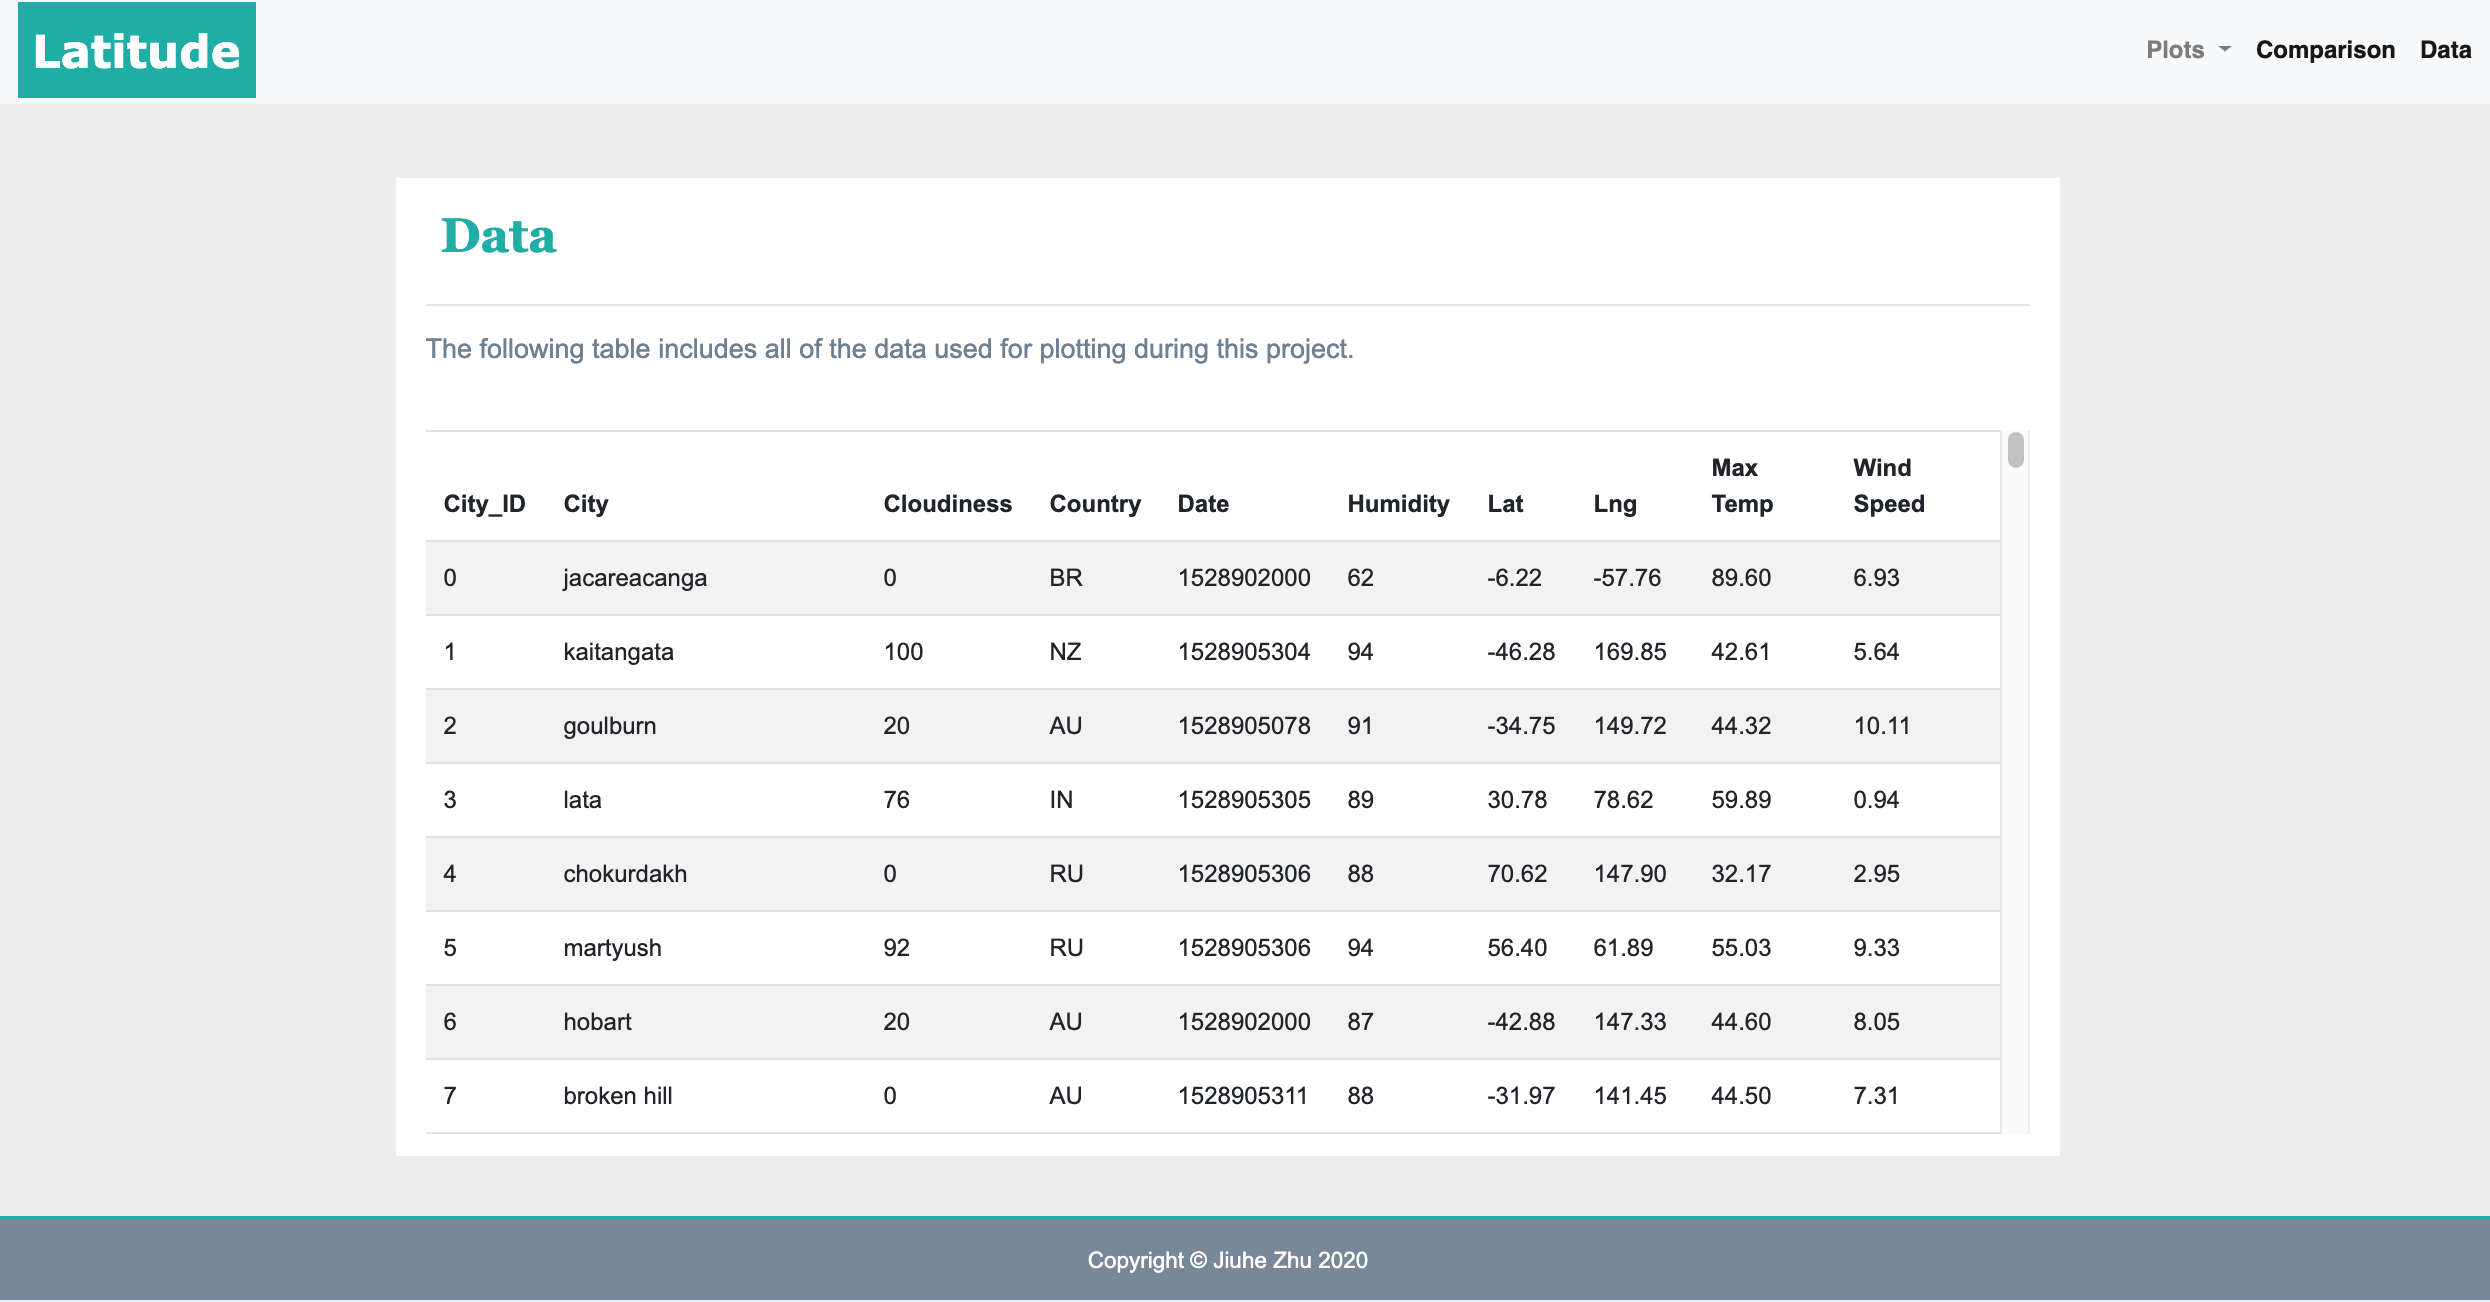 Latitude
Plots Comparison Data
Data
The following table includes all of the data used for plotting during this project.
City_ID City Cloudiness Country Date Humidity Lat Lng Max Temp Wind Speed
0 jacareacanga 0 BR 1528902000 62 -6.22 -57.76 89.60 6.93
1 kaitangata 100 NZ 1528905304 94 -46.28 169.85 42.61 5.64
2 goulburn 20 AU 1528905078 91 -34.75 149.72 44.32 10.11
3 lata 76 IN 1528905305 89 30.78 78.62 59.89 0.94
4 chokurdakh 0 RU 1528905306 88 70.62 147.90 32.17 2.95
5 martyush 92 RU 1528905306 94 56.40 61.89 55.03 9.33
6 hobart 20 AU 1528902000 87 -42.88 147.33 44.60 8.05
7 broken hill 0 AU 1528905311 88 -31.97 141.45 44.50 7.31
Copyright © Jiuhe Zhu 2020